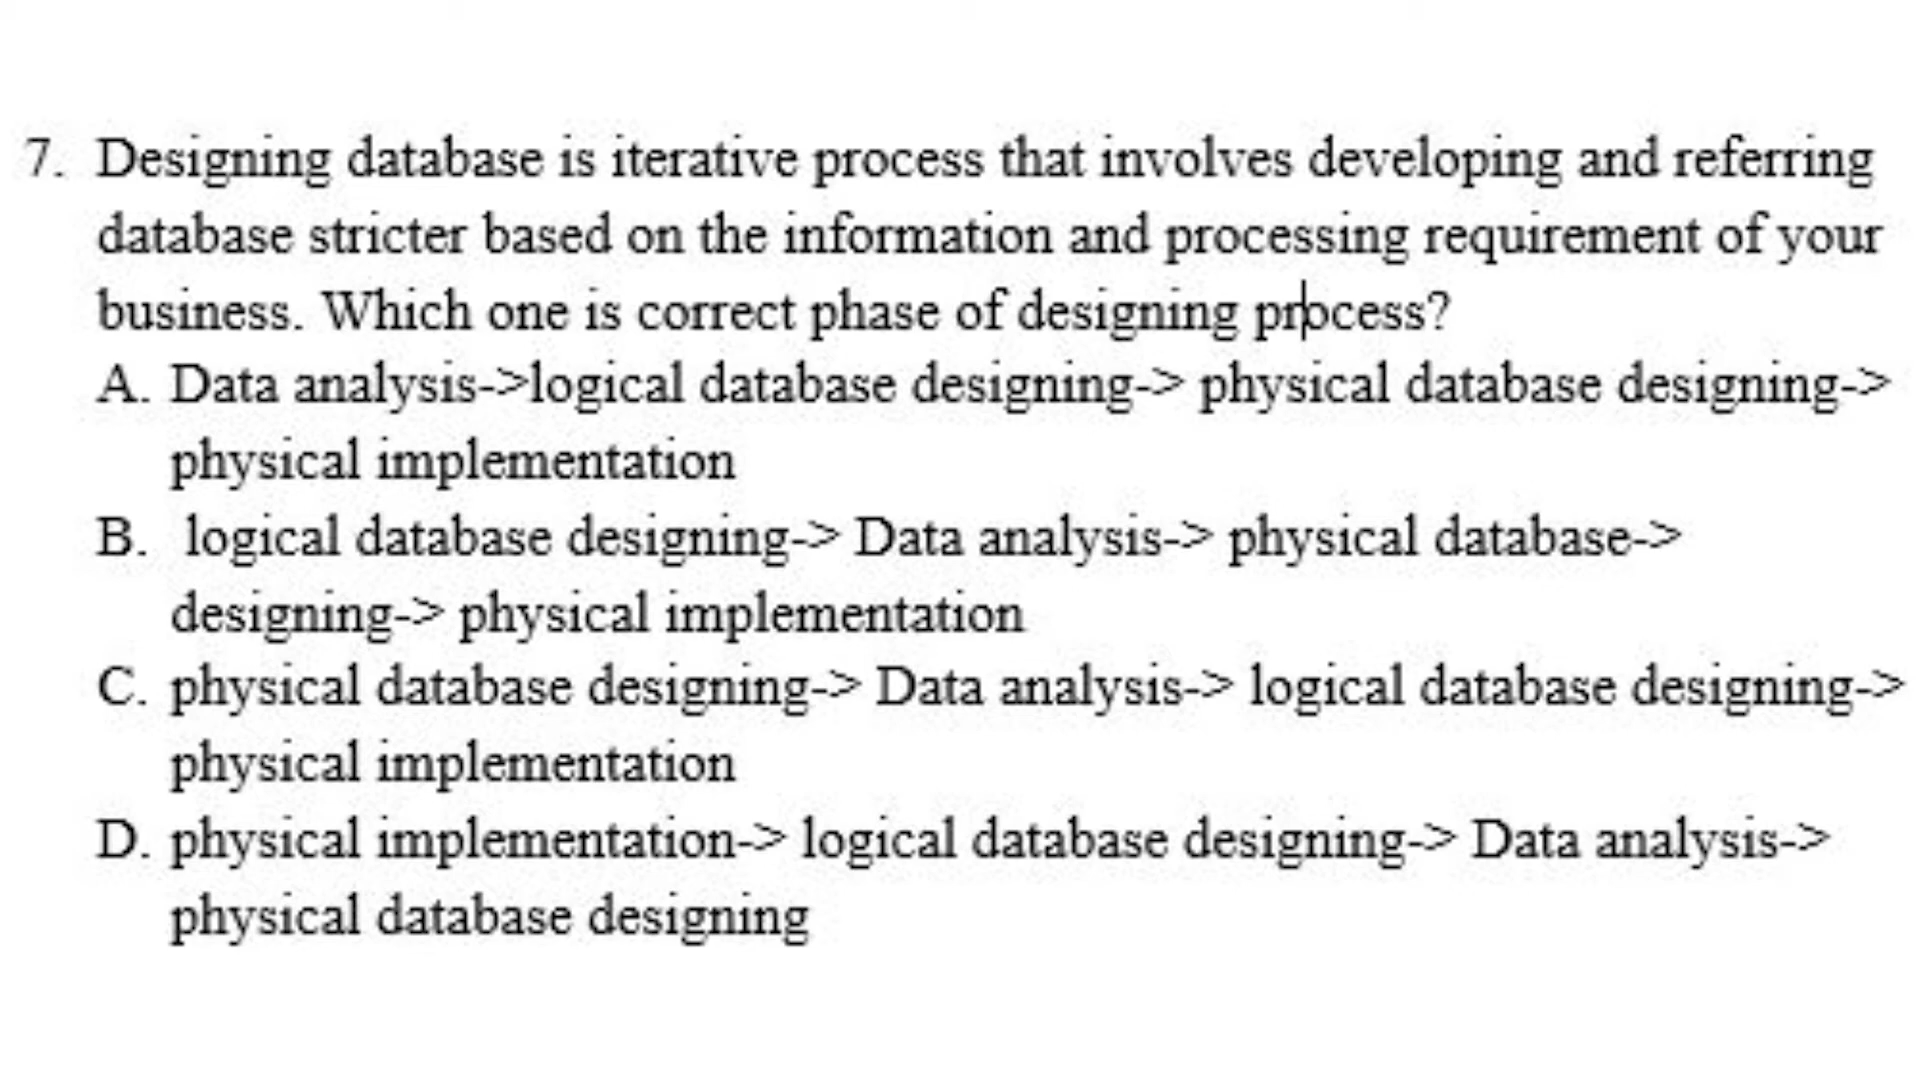 7. Designing database is iterative process that involves developing and referring
database stricter based on the information and processing requirement of your
business. Which one is correct phase of designing process?
A. Data analysis->logical database designing-> physical database designing->
physical implementation
B. logical database designing-> Data analysis-> physical database->
designing-> physical implementation
C. physical database designing-> Data analysis-> logical database designing->
physical implementation
D. physical implementation-> logical database designing-> Data analysis->
physical database designing